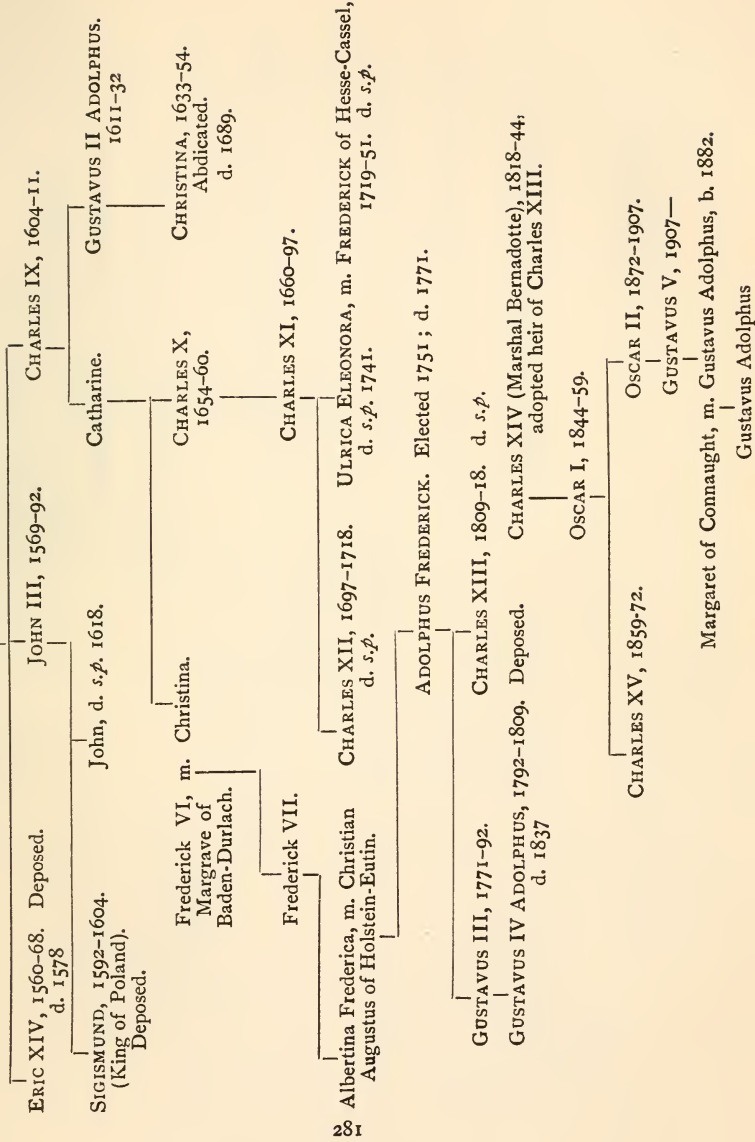 ERIC XIV, 1560–68. Deposed.
d. 1578
JOHN III, 1569–92.
CHARLES IX, 1604–11.
SIGISMUND, 1592–1604.
(King of Poland).
Deposed.
John, d. s.p. 1618.
Catharine.
GUSTAVUS II ADOLPHUS.
1611–32
Frederick VI, m. Christina.
Margrave of
Baden-Durlach.
CHARLES X,
1654–60.
CHRISTINA, 1633–54.
Abdicated.
d. 1689.
Frederick VII.
CHARLES XI, 1660–97.
Albertina Frederica, m. Christian
Augustus of Holstein-Eutin.
CHARLES XII, 1697–1718.
d. s.p.
ULRICA ELEONORA, m. FREDERICK of Hesse-Cassel,
d. s.p. 1741.
1719–51. d. s.p.
ADOLPHUS FREDERICK. Elected 1751; d. 1771.
GUSTAVUS III, 1771–92.
CHARLES XIII, 1809–18. d. s.p.
CHARLES XIV (Marshal Bernadotte), 1818–44,
adopted heir of Charles XIII.
GUSTAVUS IV ADOLPHUS, 1792–1809. Deposed.
d. 1837
OSCAR I, 1844–59.
CHARLES XV, 1859-72.
OSCAR II, 1872–1907.
GUSTAVUS V, 1907—
Margaret of Connaught, m. Gustavus Adolphus, b. 1882.
Gustavus Adolphus
281